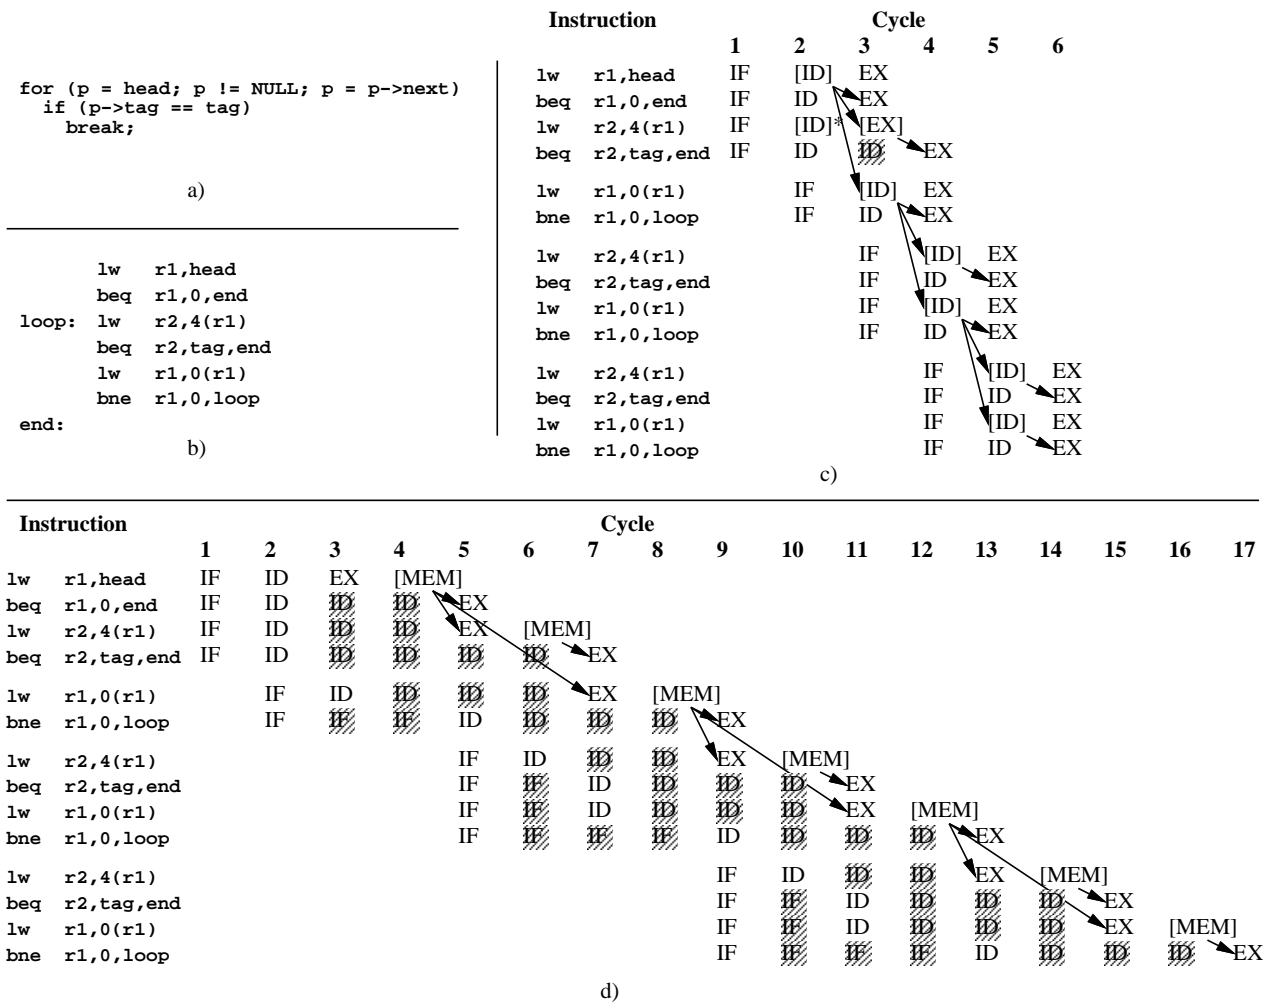 for (p = head; p != NULL; p = p->next)
if (p->tag == tag)
break;
a)
lw r1,head
beq r1,0,end
loop: lw r2,4(r1)
beq r2,tag,end
lw r1,0(r1)
bne r1,0,loop
end:
b)
Instruction Cycle
1 2 3 4 5 6
lw r1,head IF [ID] EX
beq r1,0,end IF ID EX
lw r2,4(r1) IF [ID]* [EX]
beq r2,tag,end IF ID ID EX
lw r1,0(r1) IF [ID] EX
bne r1,0,loop IF ID EX
lw r2,4(r1) IF [ID] EX
beq r2,tag,end IF ID EX
lw r1,0(r1) IF [ID] EX
bne r1,0,loop IF ID EX
lw r2,4(r1) IF [ID] EX
beq r2,tag,end IF ID EX
lw r1,0(r1) IF [ID] EX
bne r1,0,loop IF ID EX
c)
Instruction Cycle
1 2 3 4 5 6 7 8 9 10 11 12 13 14 15 16 17
lw r1,head IF ID EX [MEM]
beq r1,0,end IF ID ID ID EX
lw r2,4(r1) IF ID ID ID EX [MEM]
beq r2,tag,end IF ID ID ID ID ID EX
lw r1,0(r1) IF ID ID ID ID EX [MEM]
bne r1,0,loop IF IF IF ID ID ID ID EX
lw r2,4(r1) IF ID ID ID EX [MEM]
beq r2,tag,end IF IF ID ID ID ID EX
lw r1,0(r1) IF IF ID ID ID ID EX [MEM]
bne r1,0,loop IF IF IF IF ID ID ID ID EX
lw r2,4(r1) IF ID ID ID EX [MEM]
beq r2,tag,end IF IF ID ID ID ID EX
lw r1,0(r1) IF IF ID ID ID ID EX [MEM]
bne r1,0,loop IF IF IF IF ID ID ID ID EX
d)